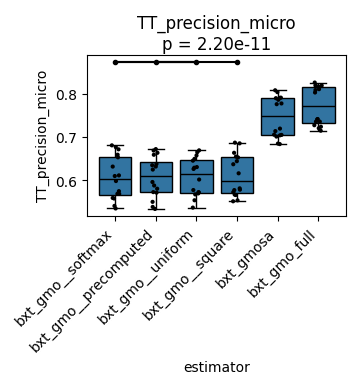 TT_precision_micro
p = 2.20e-11
TT_precision_micro
0.8
0.7
0.6
bxt_gmo__softmax
bxt_gmo__precomputed
bxt_gmo__uniform
bxt_gmo__square
bxt_gmosa
bxt_gmo_full
estimator